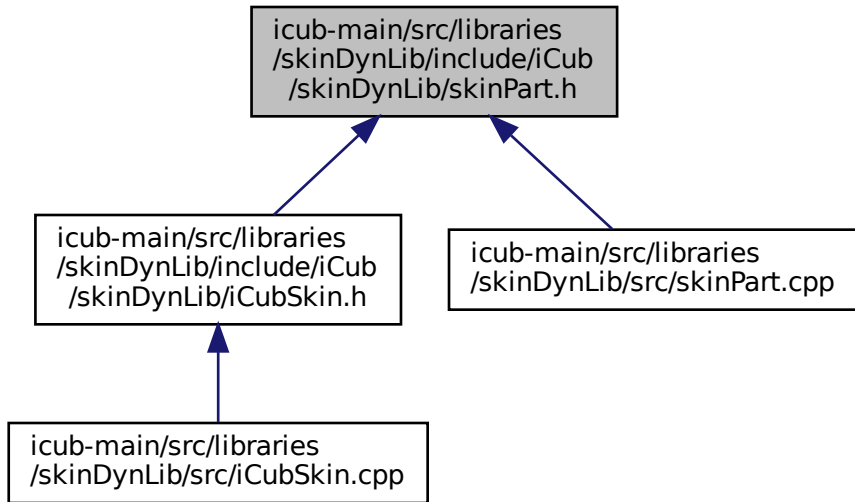 icub-main/src/libraries
/skinDynLib/include/iCub
/skinDynLib/skinPart.h
icub-main/src/libraries
/skinDynLib/include/iCub
/skinDynLib/iCubSkin.h
icub-main/src/libraries
/skinDynLib/src/skinPart.cpp
icub-main/src/libraries
/skinDynLib/src/iCubSkin.cpp